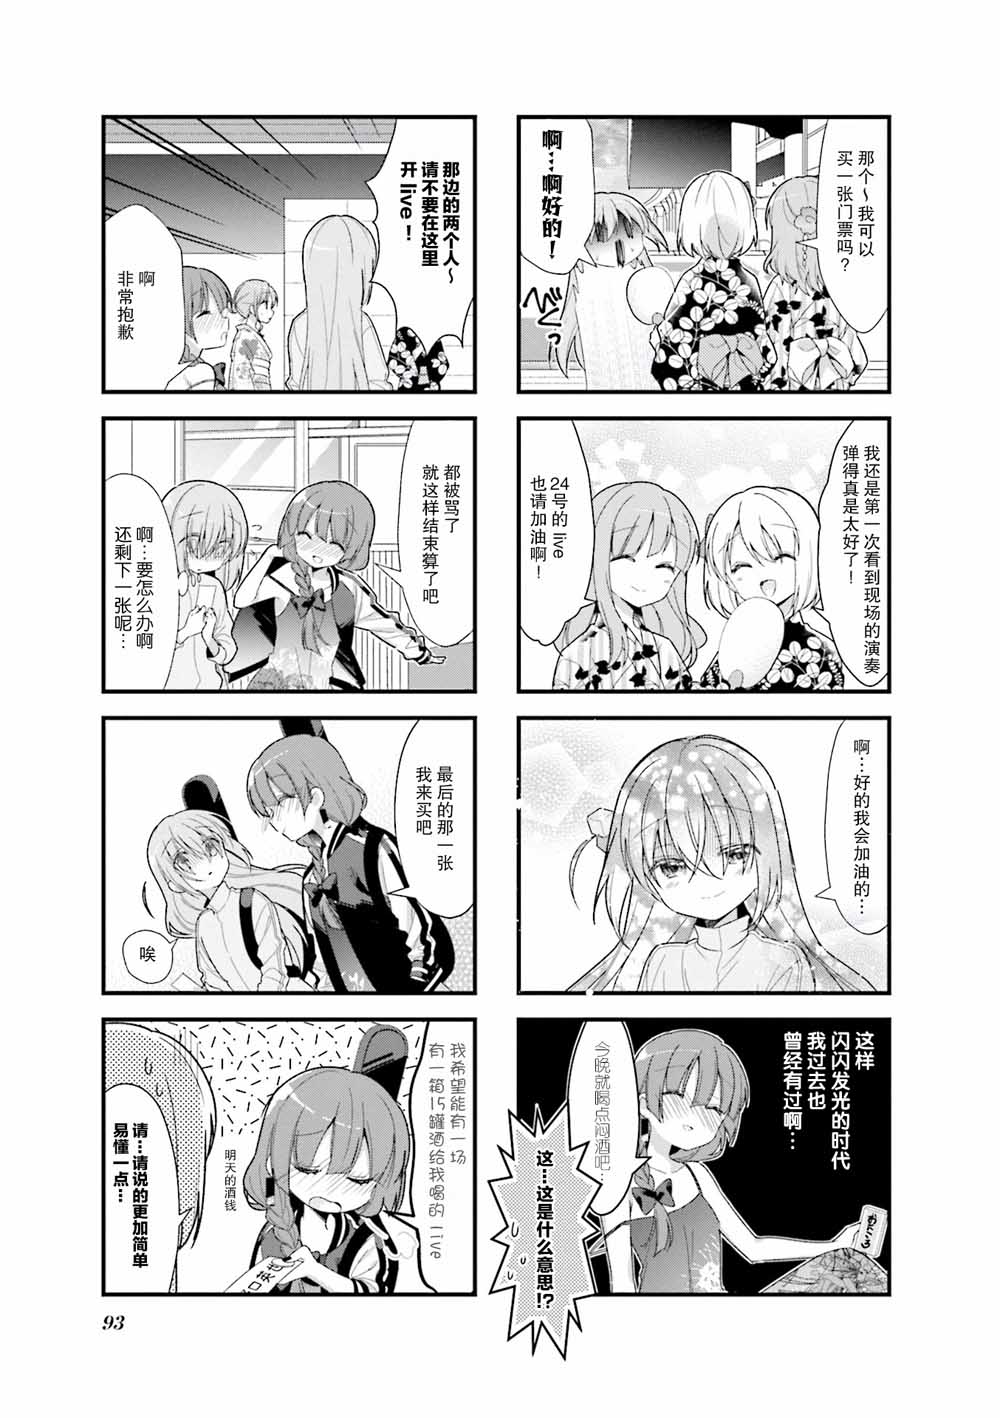 那个～我可以
买一张门票吗？
啊…啊好的！
べくっ
我还是第一次看到现场的演奏
弹得真是太好了！
24号的 live
也请加油啊！
啊…好的我会加油的…
这样
闪闪发光的时代
我过去也
曾经有过啊…
今晚就喝点闷酒吧…
おにころ
这…这是什么意思!?
那边的两个人～
请不要在这里
开 live！
啊
非常抱歉
都被骂了
就这样结束算了吧
啊…要怎么办啊
还剩下一张呢…
最后的那一张
我来买吧
唉
我希望能有一场
有一箱15罐酒给我喝的 live
明天的酒钱
请…请说的更加简单
易懂一点…
93